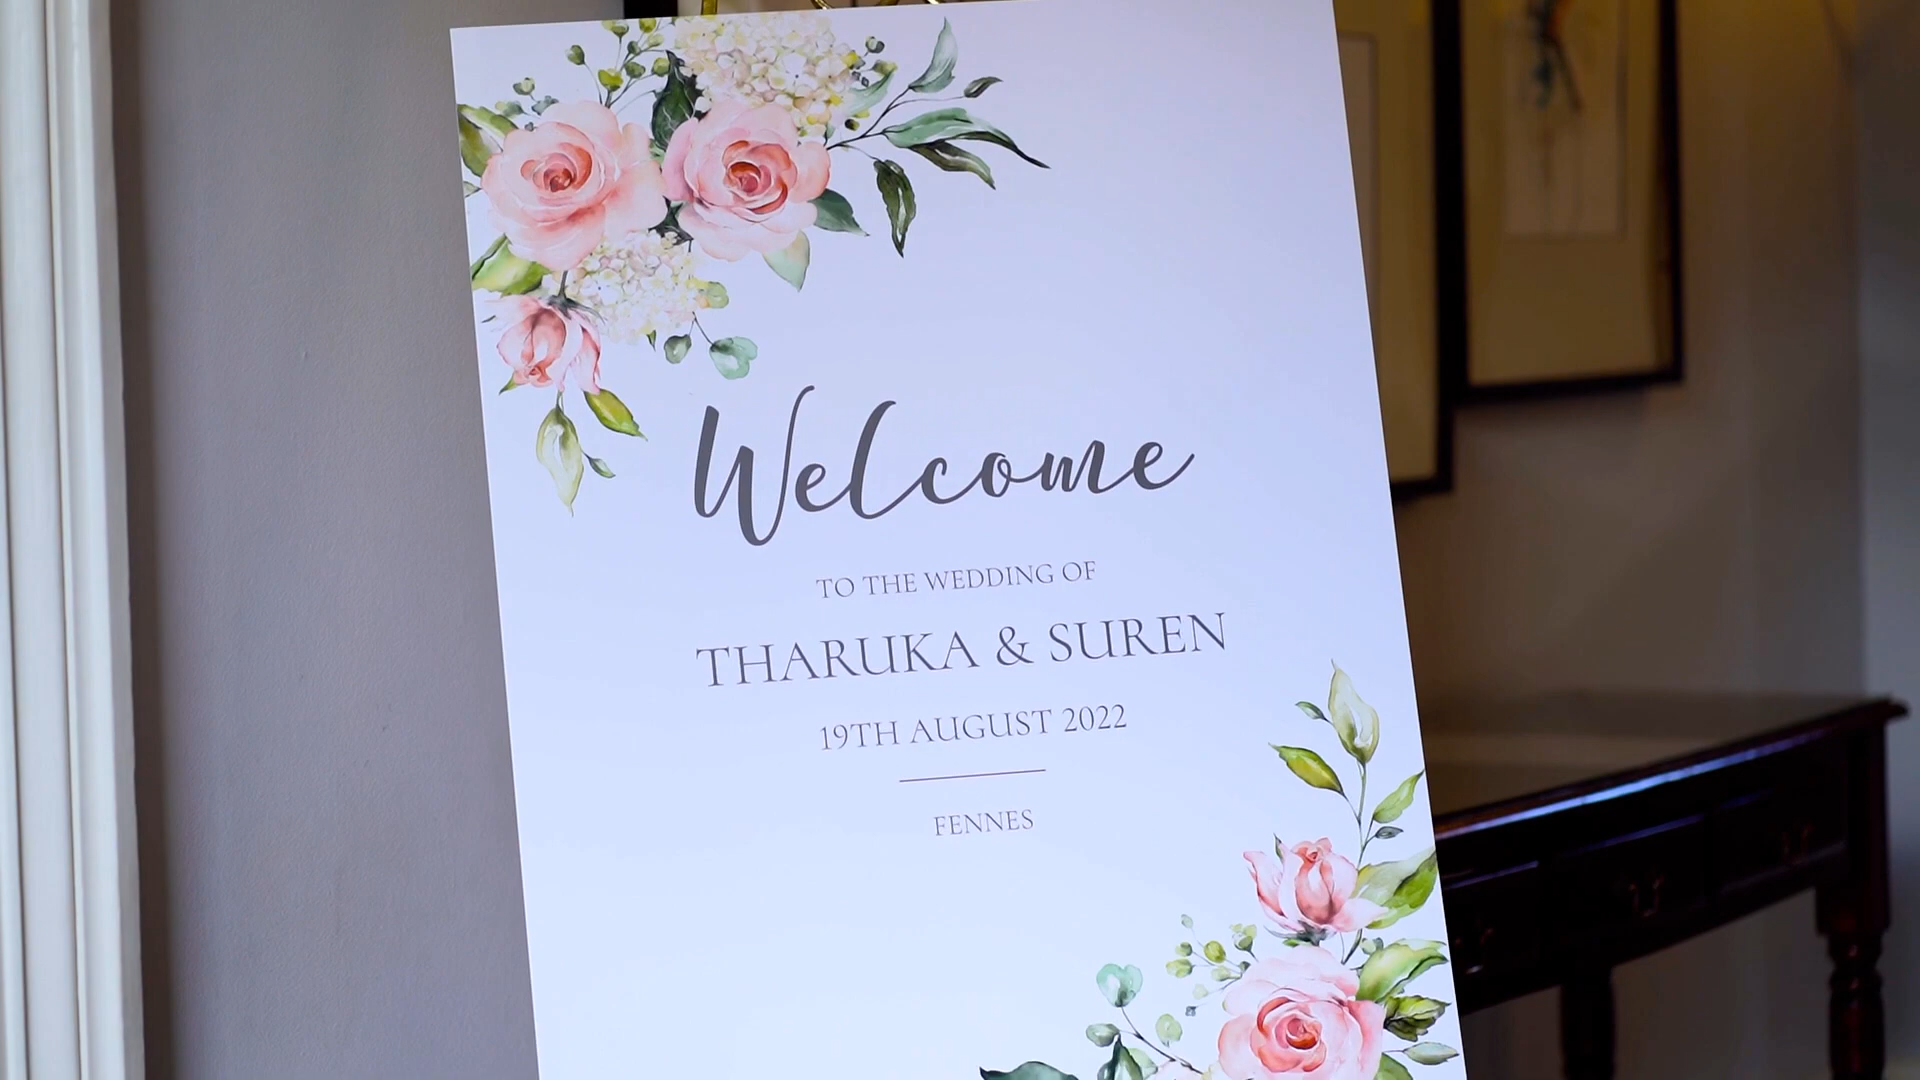 Welcome
TO THE WEDDING OF
THARUKA & SUREN
19TH AUGUST 2022
FENNES